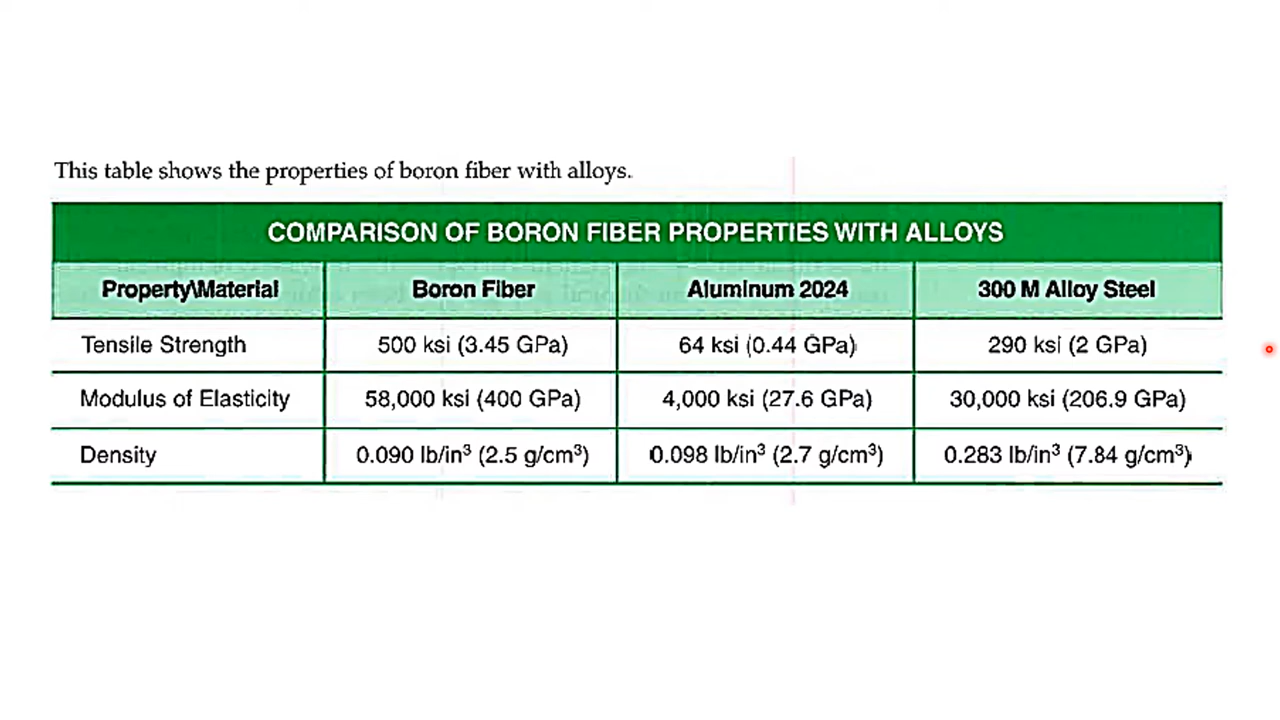 This table shows the properties of boron fiber with alloys.
COMPARISON OF BORON FIBER PROPERTIES WITH ALLOYS
Property\Material Boron Fiber Aluminum 2024 300 M Alloy Steel
Tensile Strength 500 ksi (3.45 GPa) 64 ksi (0.44 GPa) 290 ksi (2 GPa)
Modulus of Elasticity 58,000 ksi (400 GPa) 4,000 ksi (27.6 GPa) 30,000 ksi (206.9 GPa)
Density 0.090 lb/in³ (2.5 g/cm³) 0.098 lb/in³ (2.7 g/cm³) 0.283 lb/in³ (7.84 g/cm³)